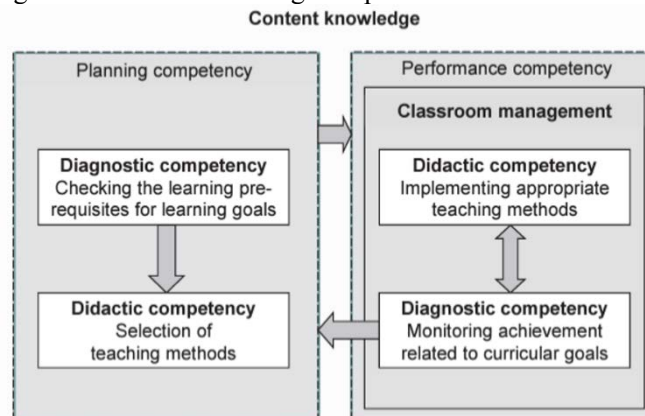 Content knowledge
Planning competency
Diagnostic competency
Checking the learning pre-
requisites for learning goals
Didactic competency
Selection of
teaching methods
Performance competency
Classroom management
Didactic competency
Implementing appropriate
teaching methods
Diagnostic competency
Monitoring achievement
related to curricular goals